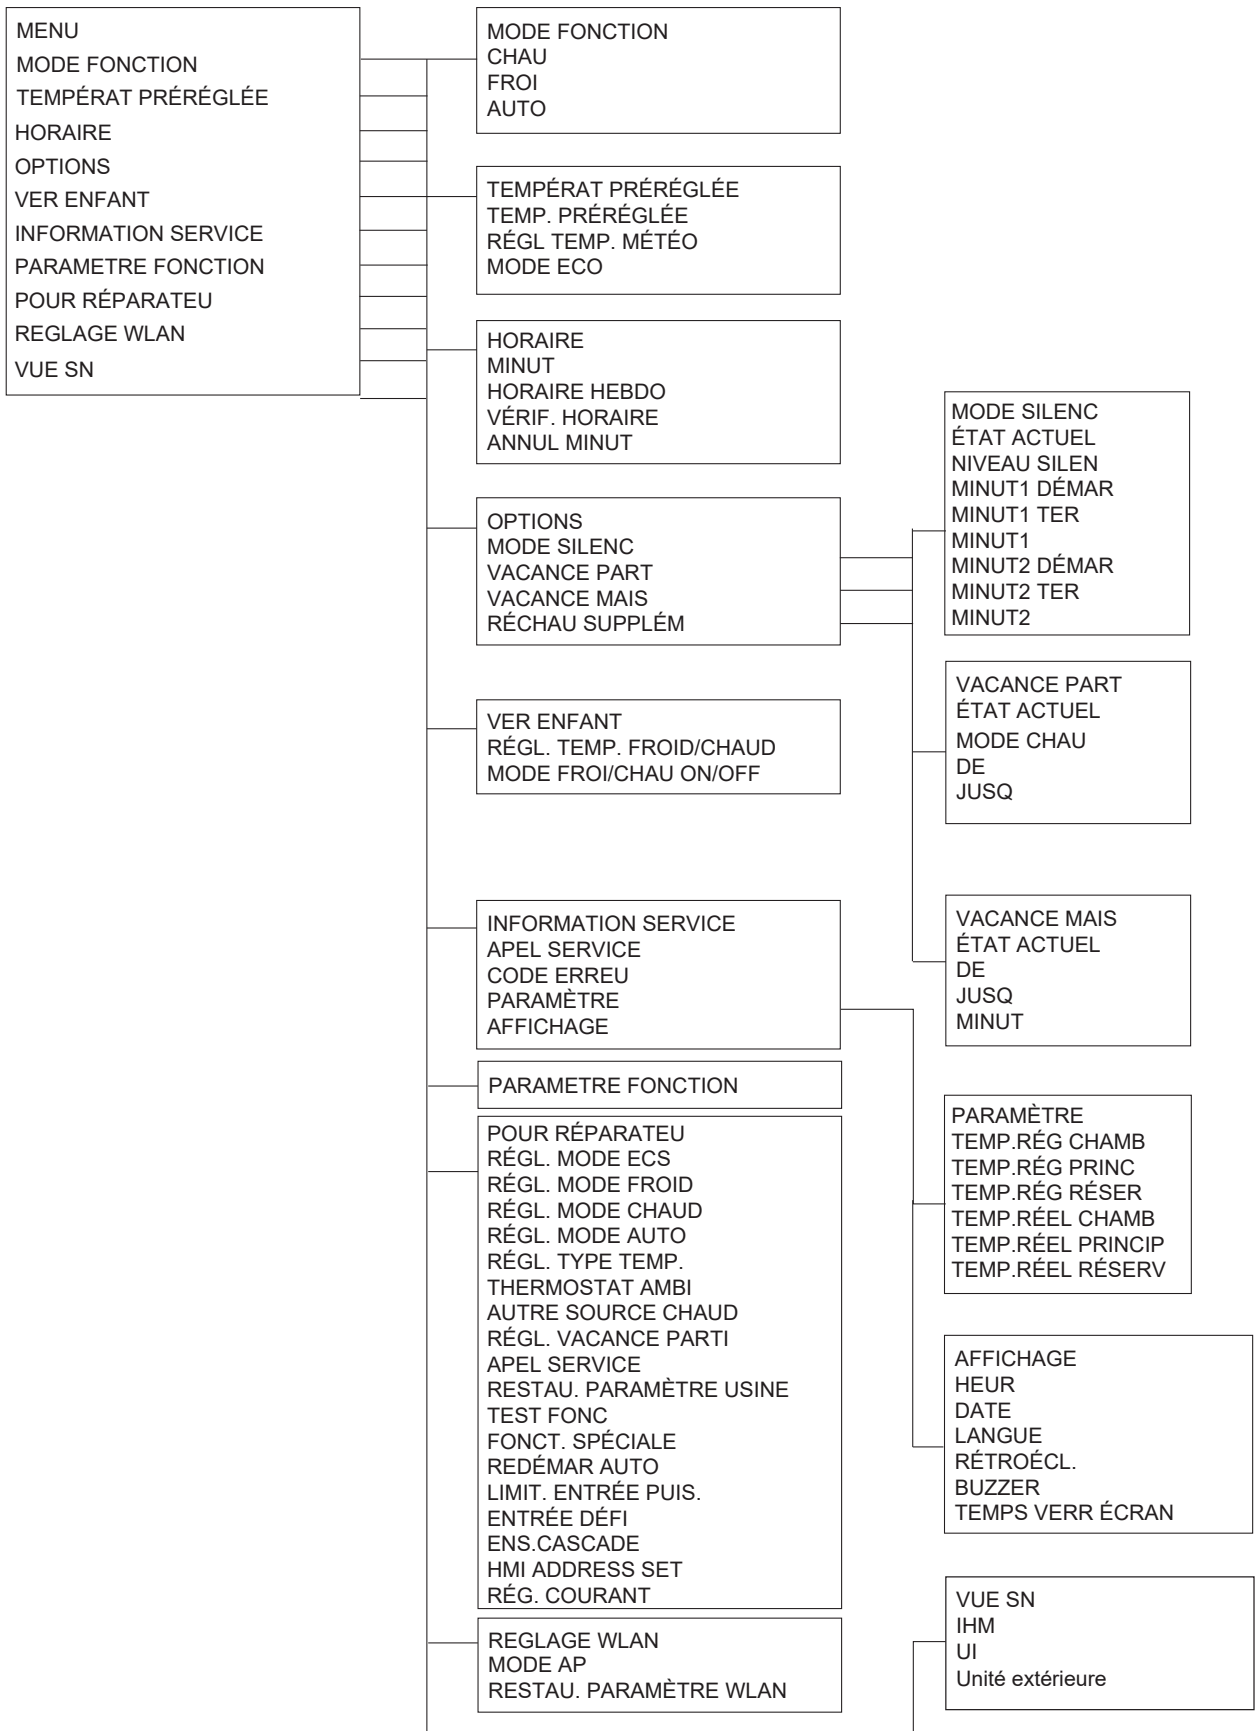 MENU
MODE FONCTION
TEMPÉRAT PRÉRÉGLÉE
HORAIRE
OPTIONS
VER ENFANT
INFORMATION SERVICE
PARAMETRE FONCTION
POUR RÉPARATEU
REGLAGE WLAN
VUE SN
MODE FONCTION
CHAU
FROI
AUTO
TEMPÉRAT PRÉRÉGLÉE
TEMP. PRÉRÉGLÉE
RÉGL TEMP. MÉTÉO
MODE ECO
HORAIRE
MINUT
HORAIRE HEBDO
VÉRIF. HORAIRE
ANNUL MINUT
OPTIONS
MODE SILENC
VACANCE PART
VACANCE MAIS
RÉCHAU SUPPLÉM
MODE SILENC
ÉTAT ACTUEL
NIVEAU SILEN
MINUT1 DÉMAR
MINUT1 TER
MINUT1
MINUT2 DÉMAR
MINUT2 TER
MINUT2
VACANCE PART
ÉTAT ACTUEL
MODE CHAU
DE
JUSQ
VACANCE MAIS
ÉTAT ACTUEL
DE
JUSQ
MINUT
VER ENFANT
RÉGL. TEMP. FROID/CHAUD
MODE FROI/CHAU ON/OFF
INFORMATION SERVICE
APEL SERVICE
CODE ERREU
PARAMÈTRE
AFFICHAGE
PARAMÈTRE
TEMP.RÉG CHAMB
TEMP.RÉG PRINC
TEMP.RÉG RÉSER
TEMP.RÉEL CHAMB
TEMP.RÉEL PRINCIP
TEMP.RÉEL RÉSERV
AFFICHAGE
HEUR
DATE
LANGUE
RÉTROÉCL.
BUZZER
TEMPS VERR ÉCRAN
PARAMETRE FONCTION
POUR RÉPARATEU
RÉGL. MODE ECS
RÉGL. MODE FROID
RÉGL. MODE CHAUD
RÉGL. MODE AUTO
RÉGL. TYPE TEMP.
THERMOSTAT AMBI
AUTRE SOURCE CHAUD
RÉGL. VACANCE PARTI
APEL SERVICE
RESTAU. PARAMÈTRE USINE
TEST FONC
FONCT. SPÉCIALE
REDÉMAR AUTO
LIMIT. ENTRÉE PUIS.
ENTRÉE DÉFI
ENS.CASCADE
HMI ADDRESS SET
RÉG. COURANT
REGLAGE WLAN
MODE AP
RESTAU. PARAMÈTRE WLAN
VUE SN
IHM
UI
Unité extérieure